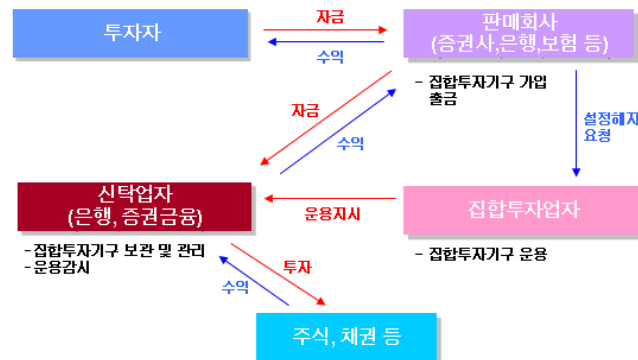 투자자
자금
수익
판매회사
(증권사,은행,보험 등)
- 집합투자기구 가입
출금
자금
수익
설정해지
요청
신탁업자
(은행, 증권금융)
운용지시
집합투자업자
-집합투자기구 보관 및 관리
-운용감시
- 집합투자기구 운용
투자
수익
주식, 채권 등